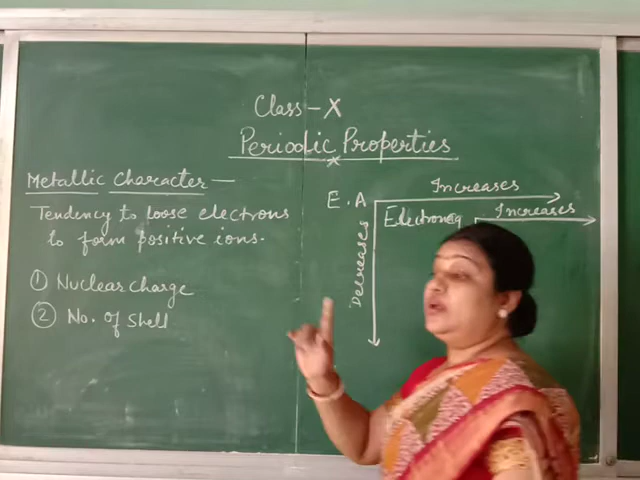 Class - X
Periodic Properties
Metallic Character —
Tendency to loose electrons
to form positive ions.
① Nuclear charge
② No. of Shell
E.A
Increases
Decreases
Increases